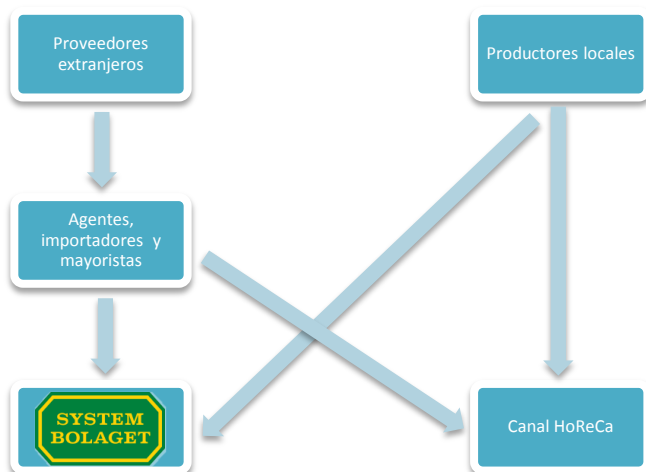 Proveedores
extranjeros
Productores locales
Agentes,
importadores y
mayoristas
SYSTEM
BOLAGET
Canal HoReCa